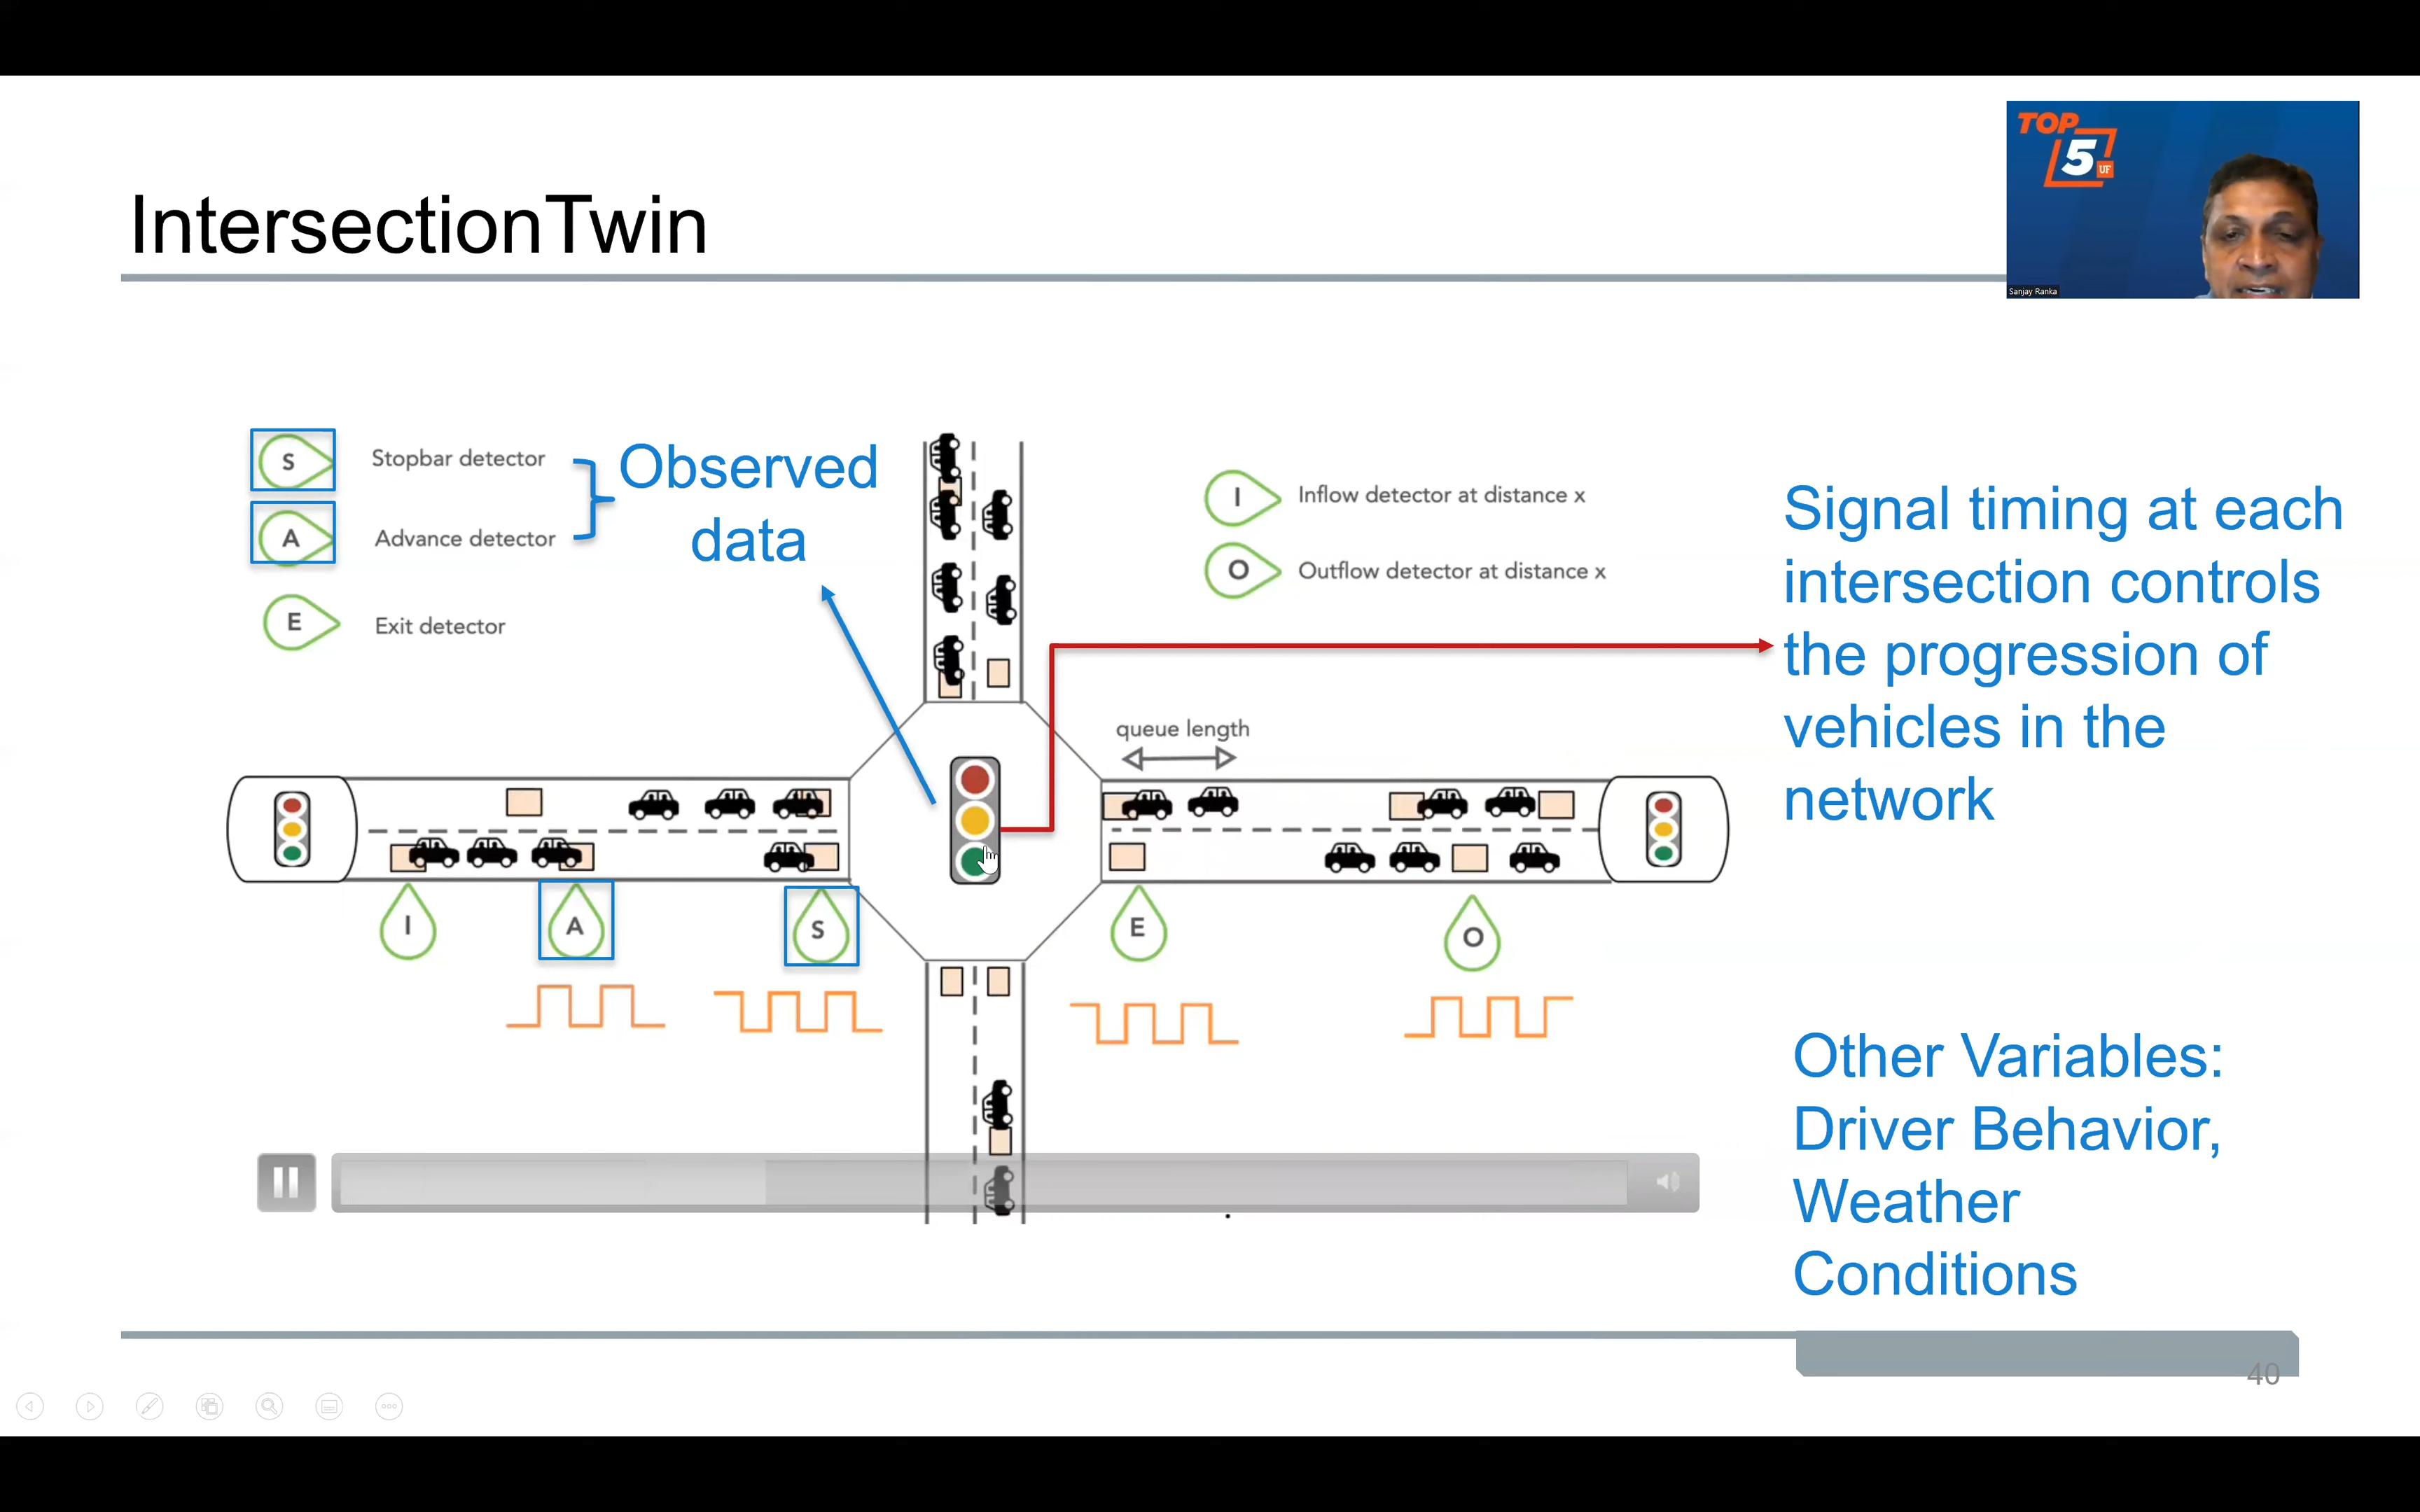 TOP
5
UF
Sanjay Ranka
IntersectionTwin
S
Stopbar detector
A
Advance detector
E
Exit detector
Observed
data
I
Inflow detector at distance x
O
Outflow detector at distance x
Signal timing at each
intersection controls
the progression of
vehicles in the
network
queue length
I
A
S
E
O
Other Variables:
Driver Behavior,
Weather
Conditions
40